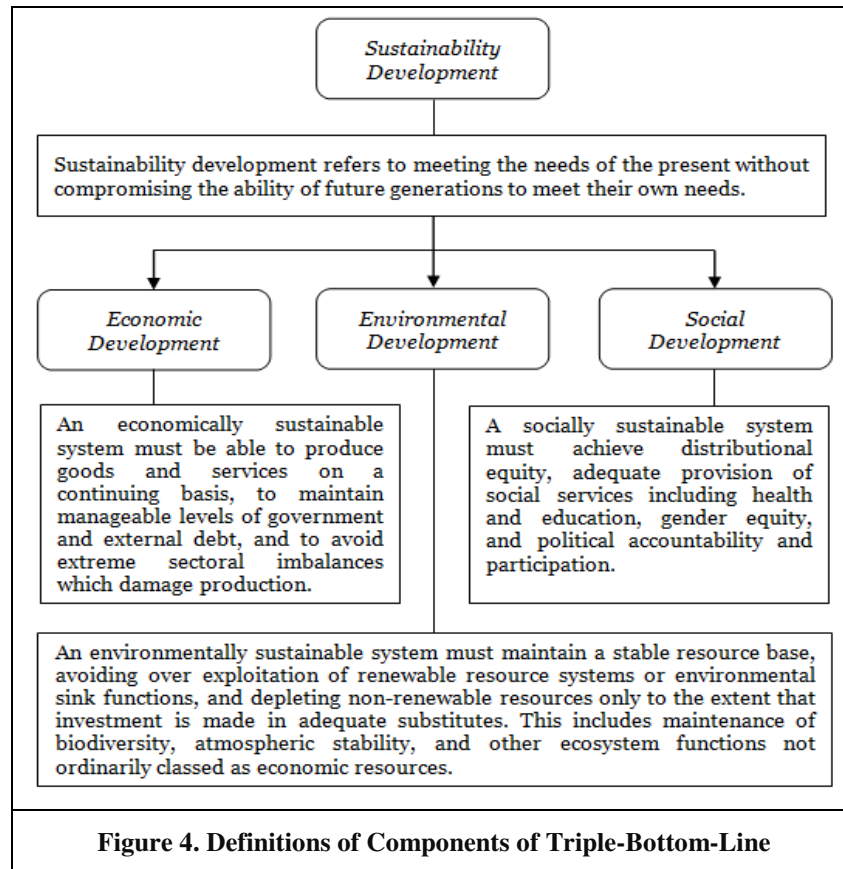 Sustainability
Development
Sustainability development refers to meeting the needs of the present without
compromising the ability of future generations to meet their own needs.
Economic
Development
Environmental
Development
Social
Development
An economically sustainable
system must be able to produce
goods and services on a
continuing basis, to maintain
manageable levels of government
and external debt, and to avoid
extreme sectoral imbalances
which damage production.
A socially sustainable system
must achieve distributional
equity, adequate provision of
social services including health
and education, gender equity,
and political accountability and
participation.
An environmentally sustainable system must maintain a stable resource base,
avoiding over exploitation of renewable resource systems or environmental
sink functions, and depleting non-renewable resources only to the extent that
investment is made in adequate substitutes. This includes maintenance of
biodiversity, atmospheric stability, and other ecosystem functions not
ordinarily classed as economic resources.
Figure 4. Definitions of Components of Triple-Bottom-Line